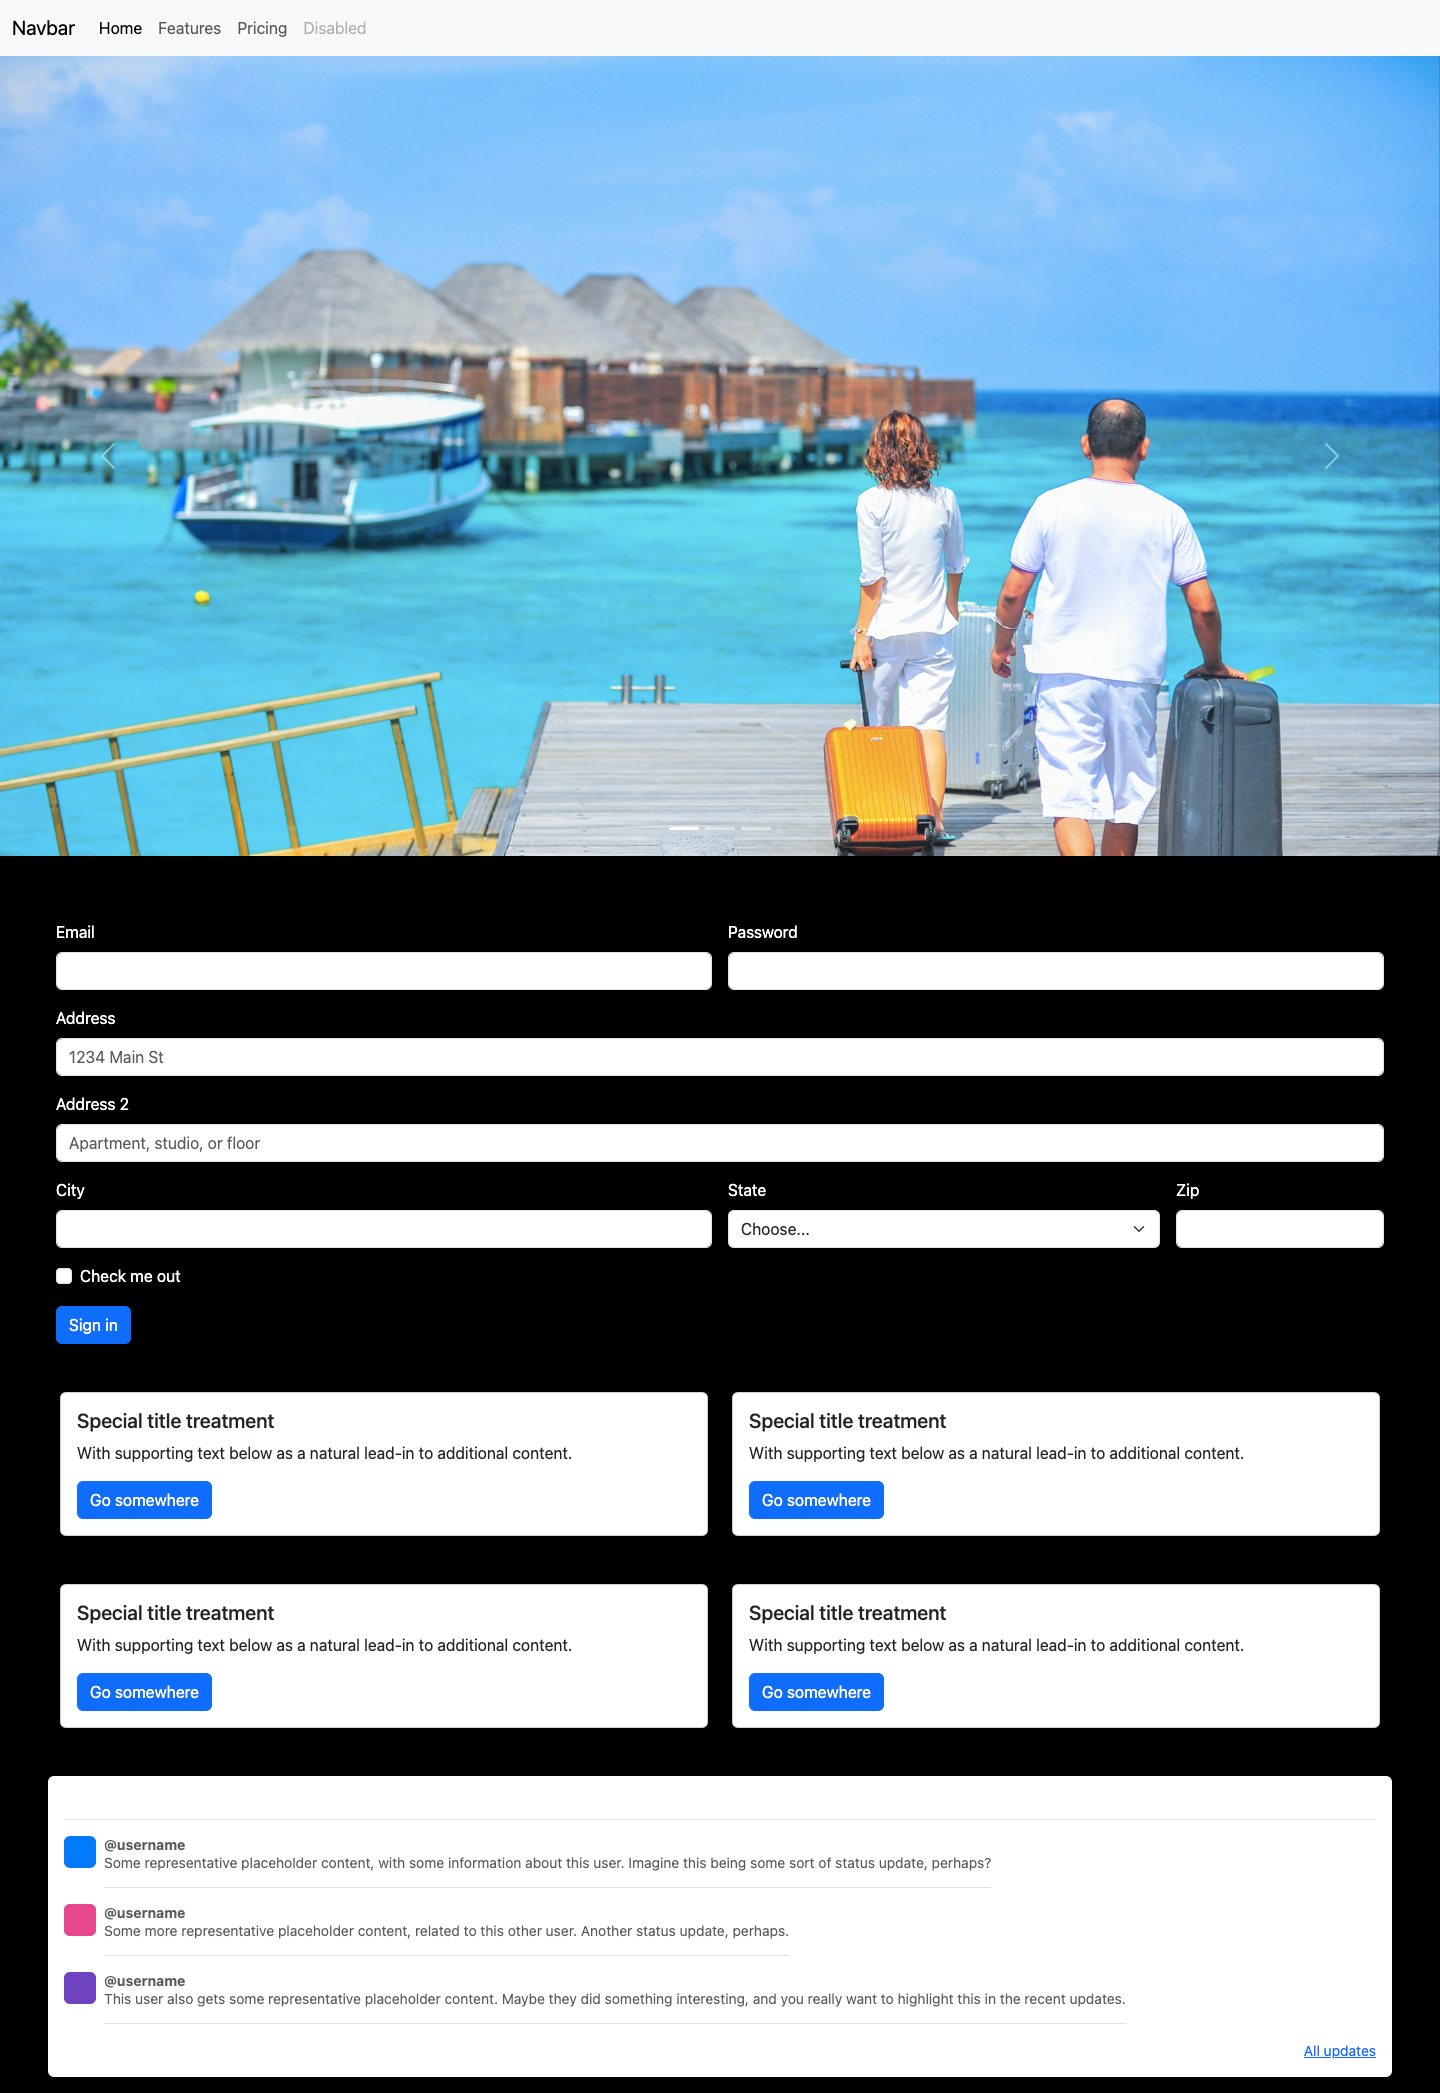 Navbar Home Features Pricing Disabled
Email Password
Address
1234 Main St
Address 2
Apartment, studio, or floor
City State Zip
Choose...
Check me out
Sign in
Special title treatment
With supporting text below as a natural lead-in to additional content.
Go somewhere
Special title treatment
With supporting text below as a natural lead-in to additional content.
Go somewhere
Special title treatment
With supporting text below as a natural lead-in to additional content.
Go somewhere
Special title treatment
With supporting text below as a natural lead-in to additional content.
Go somewhere
@username
Some representative placeholder content, with some information about this user. Imagine this being some sort of status update, perhaps?
@username
Some more representative placeholder content, related to this other user. Another status update, perhaps.
@username
This user also gets some representative placeholder content. Maybe they did something interesting, and you really want to highlight this in the recent updates.
All updates